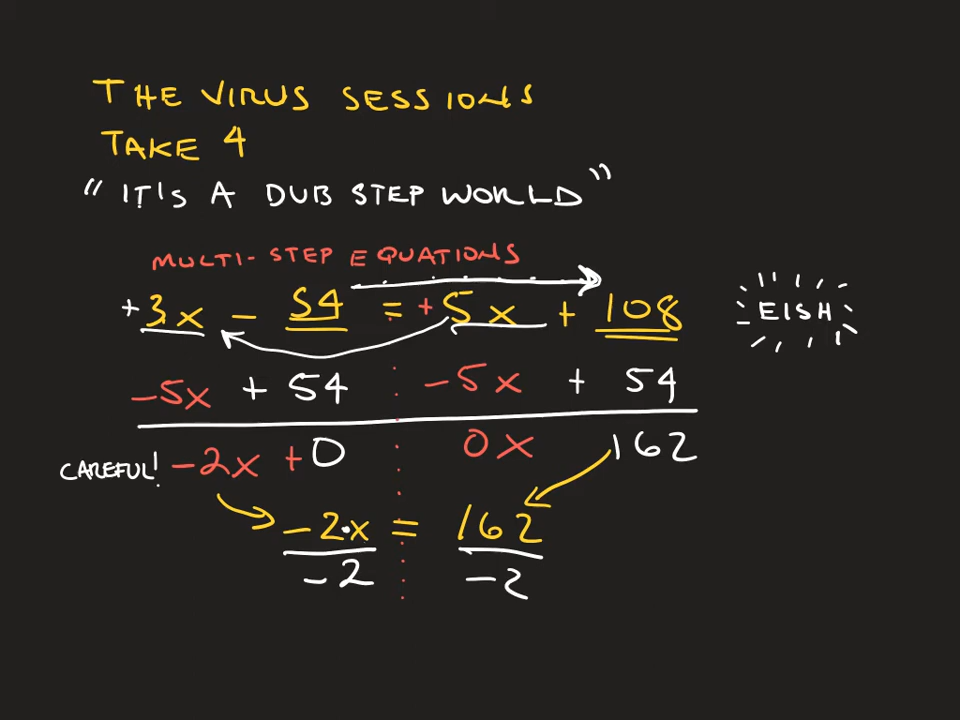 THE VIRUS SESSIONS
TAKE 4
"IT'S A DUB STEP WORLD"
MULTI-STEP EQUATIONS
+3x - 54 = +5x + 108
EISH
-5x + 54 -5x + 54
CAREFUL! -2x + 0 0x 162
-2·x = 162
-2 -2